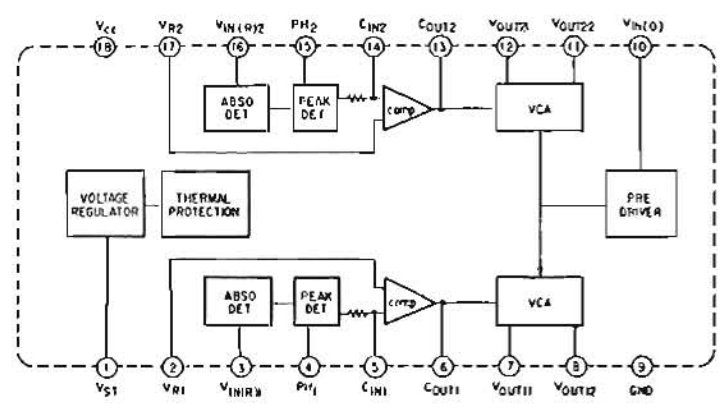 VCC VR2 VIN(R)2 PH2 CIN2 COUT2 VOUT21 VOUT22 VIN(D)
18 17 16 15 14 13 12 11 10
ABSO DET
PEAK DET
COMP
VCA
VOLTAGE REGULATOR
THERMAL PROTECTION
PRE DRIVER
ABSO DET
PEAK DET
COMP
VCA
1 2 3 4 5 6 7 8 9
VST VR1 VIN(R)1 PH1 CIN1 COUT1 VOUT11 VOUT12 GND